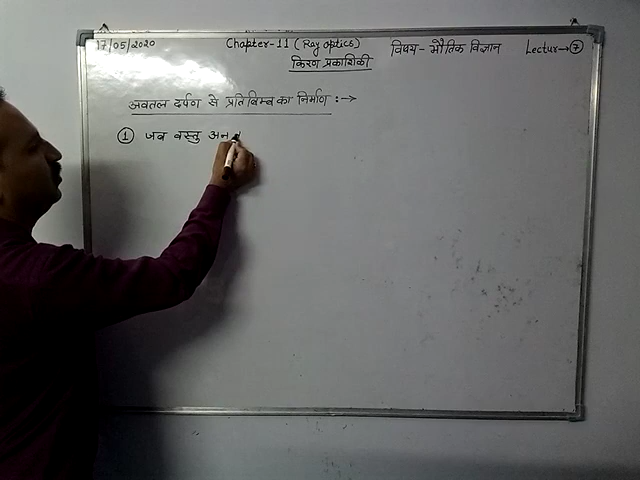 17/05/2020 Chapter-11 (Ray optics) विषय- भौतिक विज्ञान Lectur→7
किरण प्रकाशिकी
अवतल दर्पण से प्रतिबिम्ब का निर्माण :->
1 जब वस्तु अन